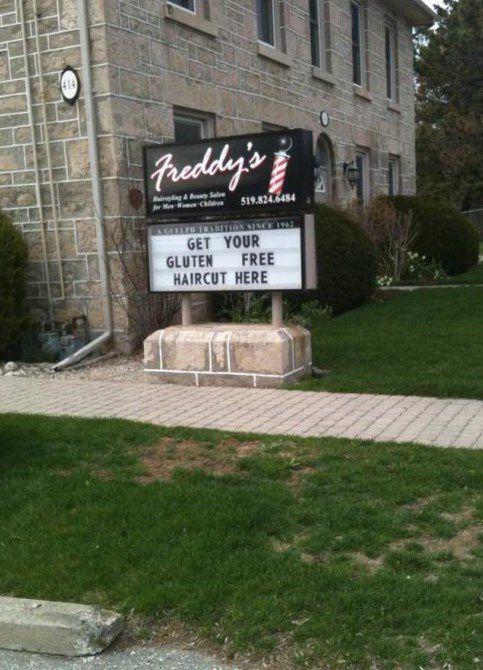 414
Freddy's
Hairstyling & Beauty Salon
for Men·Women·Children
519.824.6484
A GUELPH TRADITION SINCE 1962
GET YOUR
GLUTEN FREE
HAIRCUT HERE